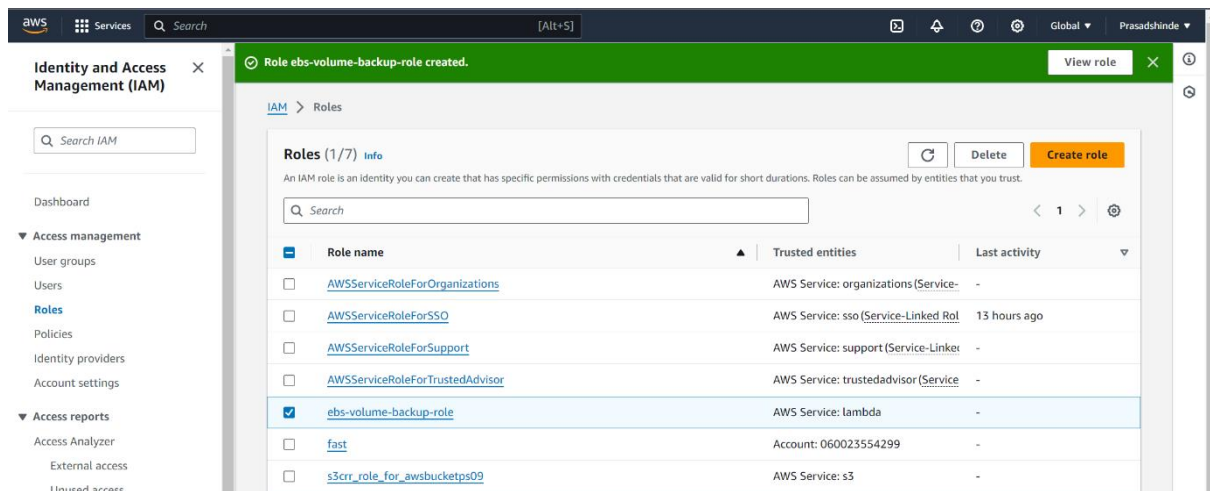 aws Services Search [Alt+S] Global Prasadshinde
Identity and Access
Management (IAM)
Search IAM
Dashboard
Access management
User groups
Users
Roles
Policies
Identity providers
Account settings
Access reports
Access Analyzer
External access
Unused access
Role ebs-volume-backup-role created. View role
IAM > Roles
Roles (1/7) Info Delete Create role
An IAM role is an identity you can create that has specific permissions with credentials that are valid for short durations. Roles can be assumed by entities that you trust.
Search 1
Role name Trusted entities Last activity
AWSServiceRoleForOrganizations AWS Service: organizations (Service- -
AWSServiceRoleForSSO AWS Service: sso (Service-Linked Rol 13 hours ago
AWSServiceRoleForSupport AWS Service: support (Service-Linked -
AWSServiceRoleForTrustedAdvisor AWS Service: trustedadvisor (Service -
ebs-volume-backup-role AWS Service: lambda -
fast Account: 060023554299 -
s3crr_role_for_awsbucketps09 AWS Service: s3 -